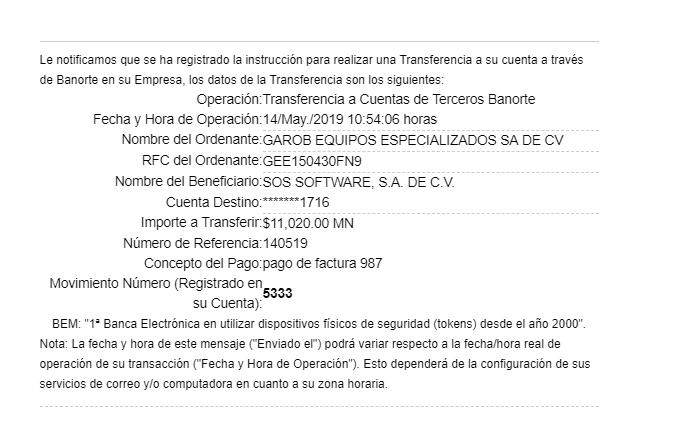 Le notificamos que se ha registrado la instrucción para realizar una Transferencia a su cuenta a través
de Banorte en su Empresa, los datos de la Transferencia son los siguientes:
Operación:Transferencia a Cuentas de Terceros Banorte
Fecha y Hora de Operación:14/May./2019 10:54:06 horas
Nombre del Ordenante:GAROB EQUIPOS ESPECIALIZADOS SA DE CV
RFC del Ordenante:GEE150430FN9
Nombre del Beneficiario:SOS SOFTWARE, S.A. DE C.V.
Cuenta Destino:*******1716
Importe a Transferir:$11,020.00 MN
Número de Referencia:140519
Concepto del Pago:pago de factura 987
Movimiento Número (Registrado en
su Cuenta):5333
BEM: "1ª Banca Electrónica en utilizar dispositivos físicos de seguridad (tokens) desde el año 2000".
Nota: La fecha y hora de este mensaje ("Enviado el") podrá variar respecto a la fecha/hora real de
operación de su transacción ("Fecha y Hora de Operación"). Esto dependerá de la configuración de sus
servicios de correo y/o computadora en cuanto a su zona horaria.